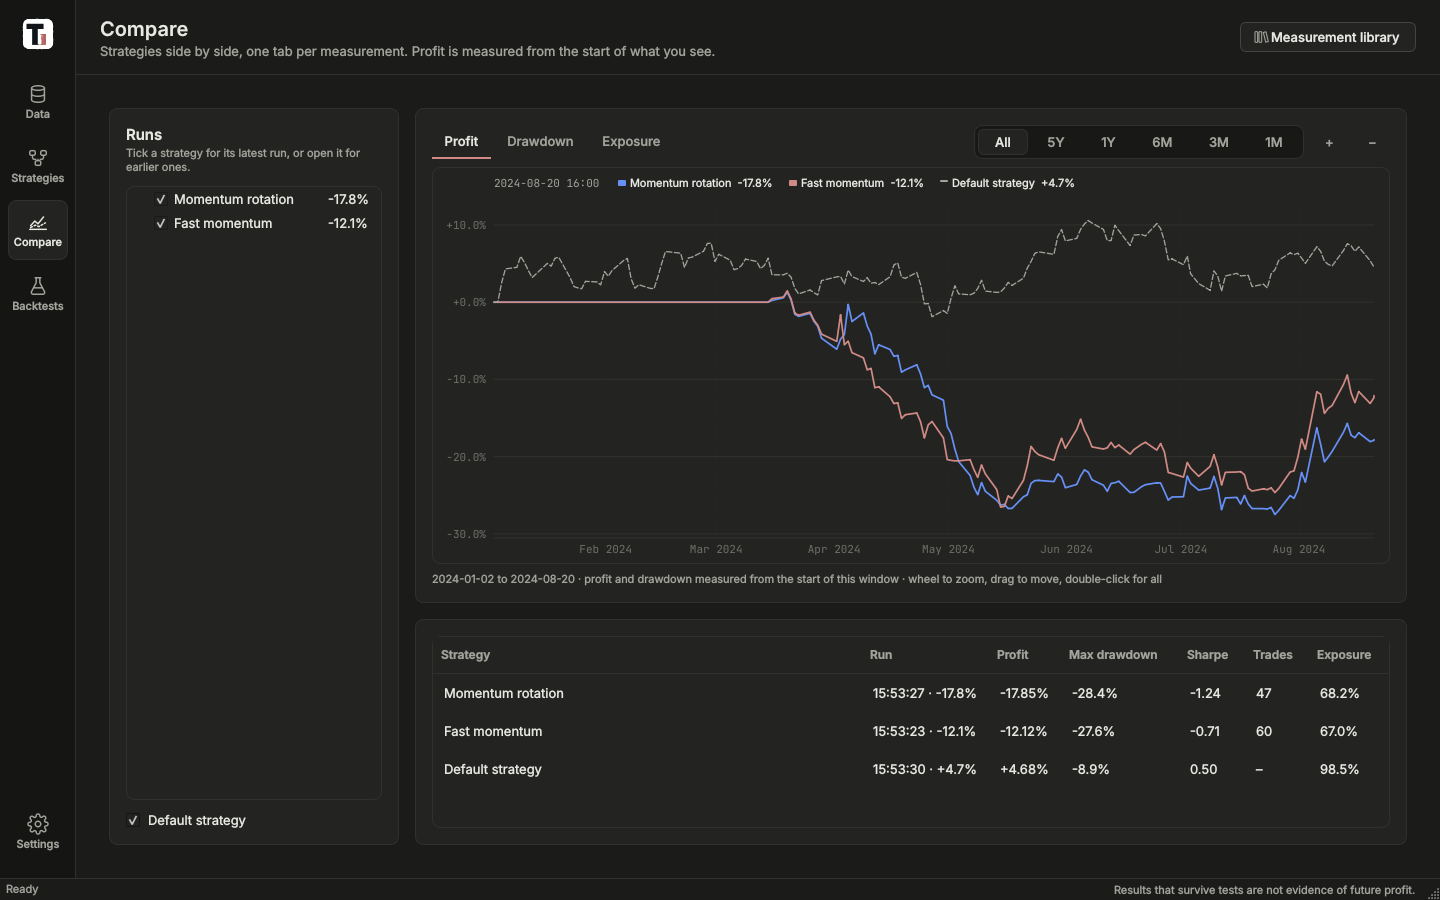 Ti
Compare
Strategies side by side, one tab per measurement. Profit is measured from the start of what you see.
Measurement library
Data
Strategies
Compare
Backtests
Settings
Runs
Tick a strategy for its latest run, or open it for
earlier ones.
Momentum rotation -17.8%
Fast momentum -12.1%
Default strategy
Profit Drawdown Exposure
All 5Y 1Y 6M 3M 1M + −
2024-08-20 16:00 Momentum rotation -17.8% Fast momentum -12.1% Default strategy +4.7%
+10.0%
+0.0%
-10.0%
-20.0%
-30.0%
Feb 2024 Mar 2024 Apr 2024 May 2024 Jun 2024 Jul 2024 Aug 2024
2024-01-02 to 2024-08-20 · profit and drawdown measured from the start of this window · wheel to zoom, drag to move, double-click for all
Strategy Run Profit Max drawdown Sharpe Trades Exposure
Momentum rotation 15:53:27 · -17.8% -17.85% -28.4% -1.24 47 68.2%
Fast momentum 15:53:23 · -12.1% -12.12% -27.6% -0.71 60 67.0%
Default strategy 15:53:30 · +4.7% +4.68% -8.9% 0.50 – 98.5%
Ready
Results that survive tests are not evidence of future profit.